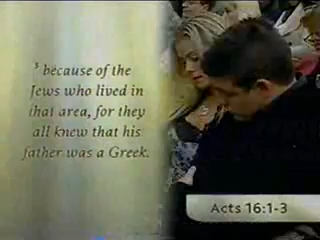 ³ because of the
Jews who lived in
that area, for they
all knew that his
father was a Greek.
Acts 16:1-3